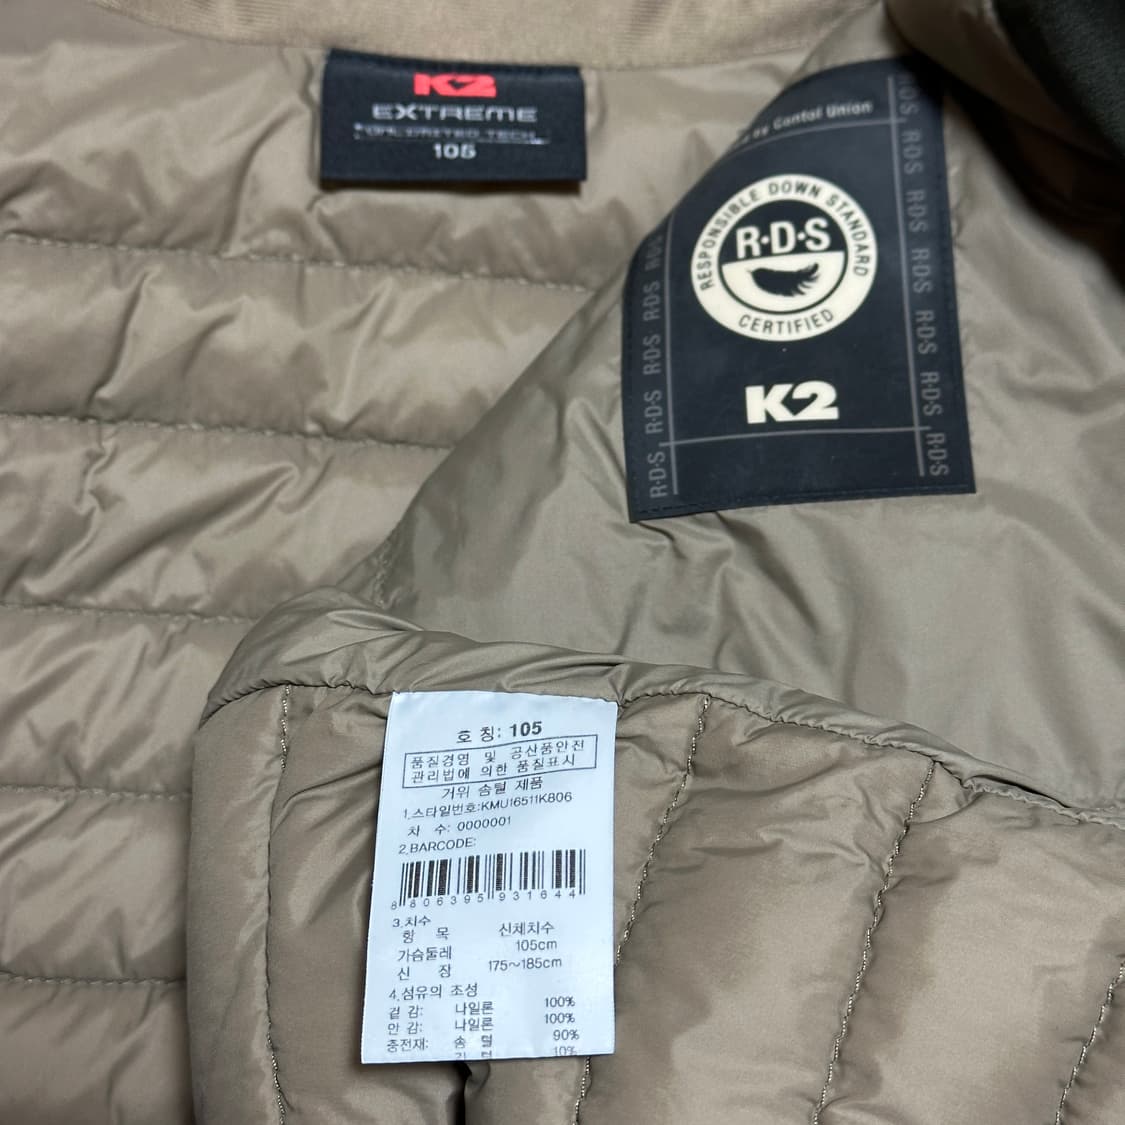 K2
EXTREME
105
by Control Union
RESPONSIBLE DOWN STANDARD
R·D·S
CERTIFIED
K2
R·D·S R·D·S R·D·S R·D·S
R·D·S R·D·S R·D·S R·D·S R·D·S R·D·S R·D·S
호 칭: 105
품질경영 및 공산품안전
관리법에 의한 품질표시
거위 솜털 제품
1.스타일번호:KMU16511K806
차 수: 0000001
2.BARCODE:
8806395931644
3.치수
항 목 신체치수
가슴둘레 105cm
신 장 175~185cm
4.섬유의 조성
겉 감: 나일론 100%
안 감: 나일론 100%
충전재: 솜 털 90%
깃 털 10%